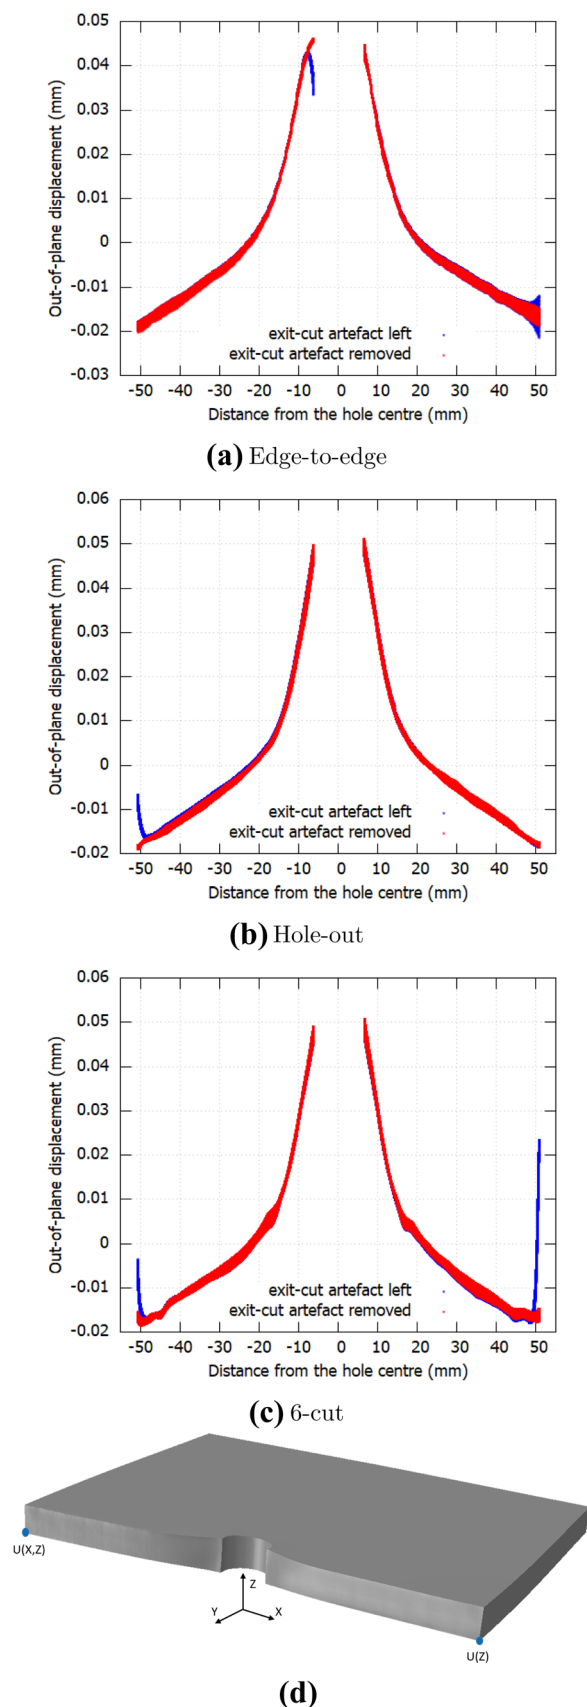 0.05
0.04
0.03
0.02
0.01
0
-0.01
-0.02
-0.03
Out-of-plane displacement (mm)
exit-cut artefact left
exit-cut artefact removed
-50 -40 -30 -20 -10 0 10 20 30 40 50
Distance from the hole centre (mm)
(a) Edge-to-edge
0.06
0.05
0.04
0.03
0.02
0.01
0
-0.01
-0.02
Out-of-plane displacement (mm)
exit-cut artefact left
exit-cut artefact removed
-50 -40 -30 -20 -10 0 10 20 30 40 50
Distance from the hole centre (mm)
(b) Hole-out
0.06
0.05
0.04
0.03
0.02
0.01
0
-0.01
-0.02
Out-of-plane displacement (mm)
exit-cut artefact left
exit-cut artefact removed
-50 -40 -30 -20 -10 0 10 20 30 40 50
Distance from the hole centre (mm)
(c) 6-cut
U(X,Z)
Z
Y
X
U(Z)
(d)